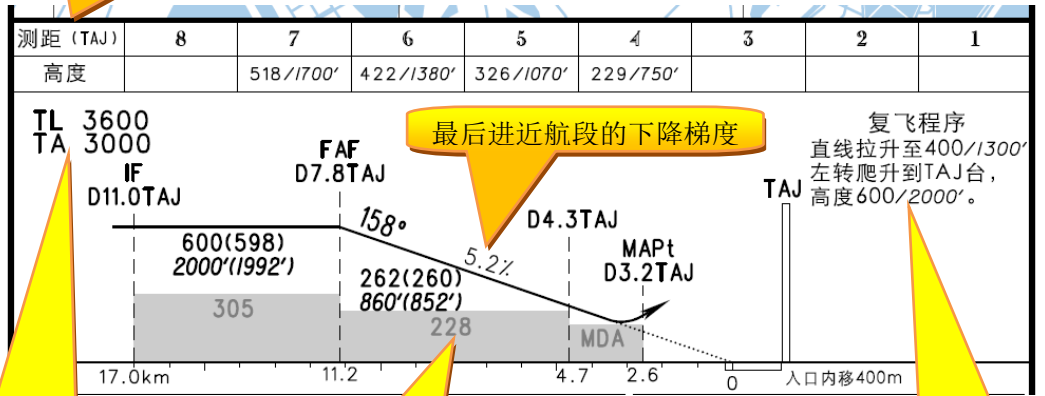 测距（TAJ） 8 7 6 5 4 3 2 1
高度 518/1700′ 422/1380′ 326/1070′ 229/750′
TL 3600
TA 3000
最后进近航段的下降梯度
复飞程序
直线拉升至400/1300′
左转爬升到TAJ台，
高度600/2000′。
IF
D11.0TAJ
FAF
D7.8TAJ
158°
5.2%
D4.3TAJ
MAPt
D3.2TAJ
TAJ
600(598)
2000′(1992′)
262(260)
860′(852′)
305
228
MDA
17.0km 11.2 4.7 2.6 0 入口内移400m